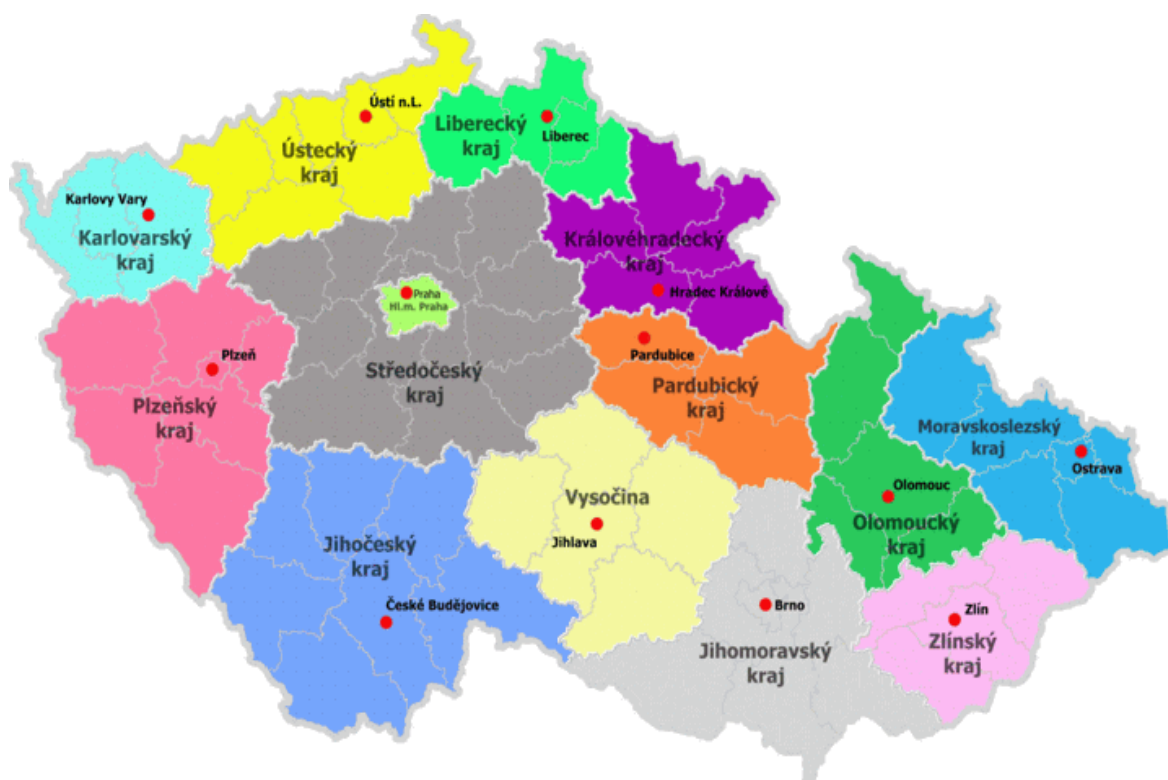 Ústí n.L.
Ústecký
kraj
Liberecký
kraj
Liberec
Karlovy Vary
Karlovarský
kraj
Královéhradecký
kraj
Hradec Králové
Praha
Hl.m. Praha
Plzeň
Plzeňský
kraj
Středočeský
kraj
Pardubice
Pardubický
kraj
Moravskoslezský
kraj
Ostrava
Olomouc
Olomoucký
kraj
Vysočina
Jihlava
Jihočeský
kraj
České Budějovice
Brno
Jihomoravský
kraj
Zlín
Zlínský
kraj